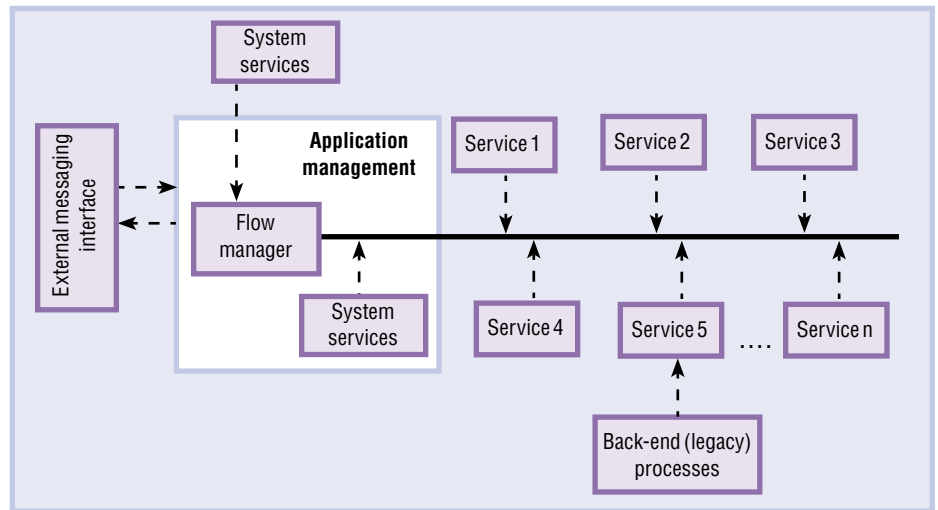 System
services
Application
management
External messaging
interface
Flow
manager
System
services
Service 1
Service 2
Service 3
Service 4
Service 5
....
Service n
Back-end (legacy)
processes